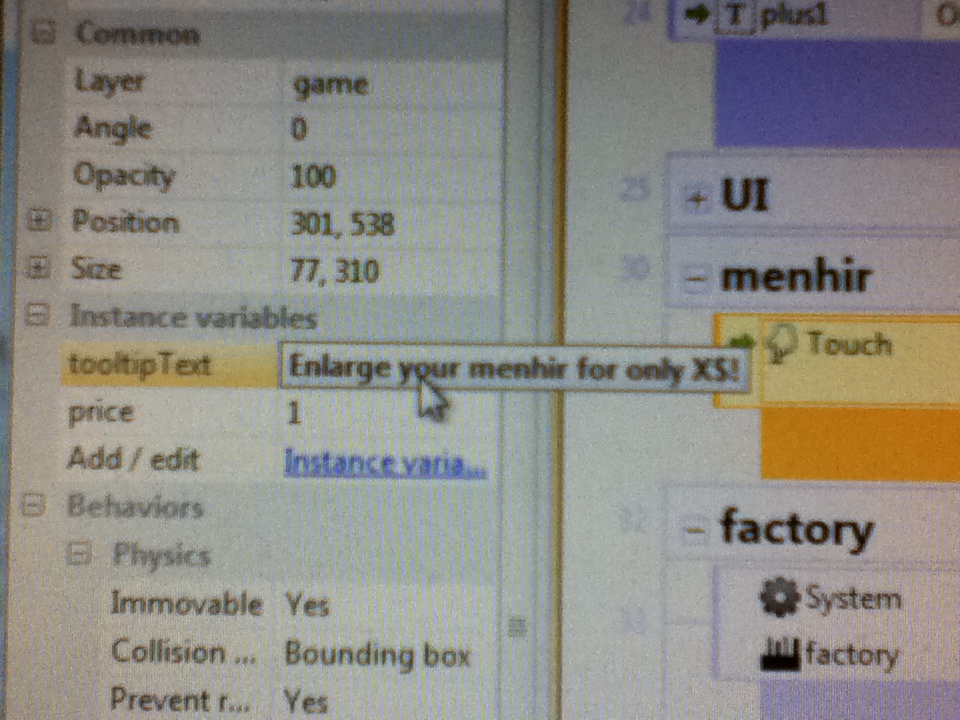 Common
Layer game
Angle 0
Opacity 100
Position 301, 538
Size 77, 310
Instance variables
tooltipText Enlarge your menhir for only X$!
price 1
Add / edit Instance varia...
Behaviors
Physics
Immovable Yes
Collision ... Bounding box
Prevent r... Yes
24 T plus1
25 UI
30 menhir
Touch
32 factory
33 System
factory